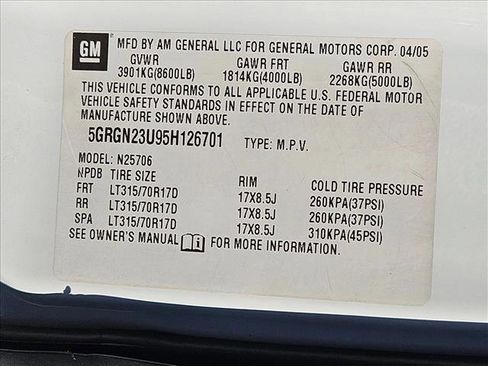 GM
MFD BY AM GENERAL LLC FOR GENERAL MOTORS CORP. 04/05
GVWR GAWR FRT GAWR RR
3901KG(8600LB) 1814KG(4000LB) 2268KG(5000LB)
THIS VEHICLE CONFORMS TO ALL APPLICABLE U.S. FEDERAL MOTOR
VEHICLE SAFETY STANDARDS IN EFFECT ON THE DATE OF
MANUFACTURE SHOWN ABOVE.
5GRGN23U95H126701 TYPE: M.P.V.
MODEL: N25706
NPDB TIRE SIZE RIM COLD TIRE PRESSURE
FRT LT315/70R17D 17X8.5J 260KPA(37PSI)
RR LT315/70R17D 17X8.5J 260KPA(37PSI)
SPA LT315/70R17D 17X8.5J 310KPA(45PSI)
SEE OWNER'S MANUAL FOR MORE INFORMATION.